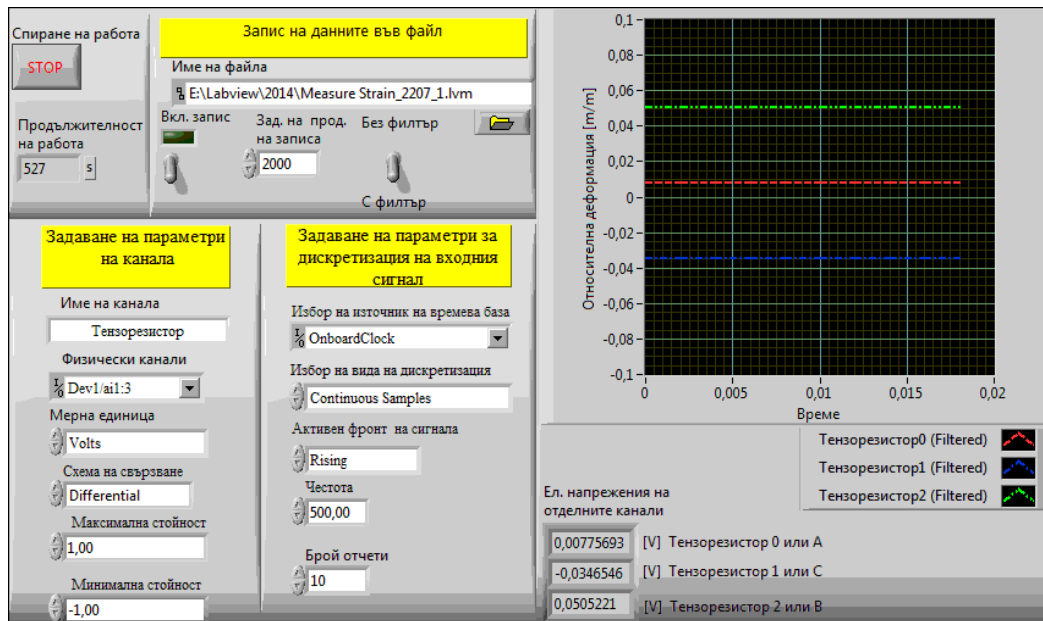 Спиране на работа
STOP
Продължителност
на работа
527 s
Запис на данните във файл
Име на файла
E:\Labview\2014\Measure Strain_2207_1.lvm
Вкл. запис
Зад. на прод.
на записа
2000
Без филтър
С филтър
Задаване на параметри
на канала
Име на канала
Тензорезистор
Физически канали
Dev1/ai1:3
Мерна единица
Volts
Схема на свързване
Differential
Максимална стойност
1,00
Минимална стойност
-1,00
Задаване на параметри за
дискретизация на входния
сигнал
Избор на източник на времева база
OnboardClock
Избор на вида на дискретизация
Continuous Samples
Активен фронт на сигнала
Rising
Честота
500,00
Брой отчети
10
Относителна деформация [m/m]
0,1
0,08
0,06
0,04
0,02
0
-0,02
-0,04
-0,06
-0,08
-0,1
0 0,005 0,01 0,015 0,02
Време
Тензорезистор0 (Filtered)
Тензорезистор1 (Filtered)
Тензорезистор2 (Filtered)
Ел. напрежения на
отделните канали
0,00775693 [V] Тензорезистор 0 или A
-0,0346546 [V] Тензорезистор 1 или C
0,0505221 [V] Тензорезистор 2 или B